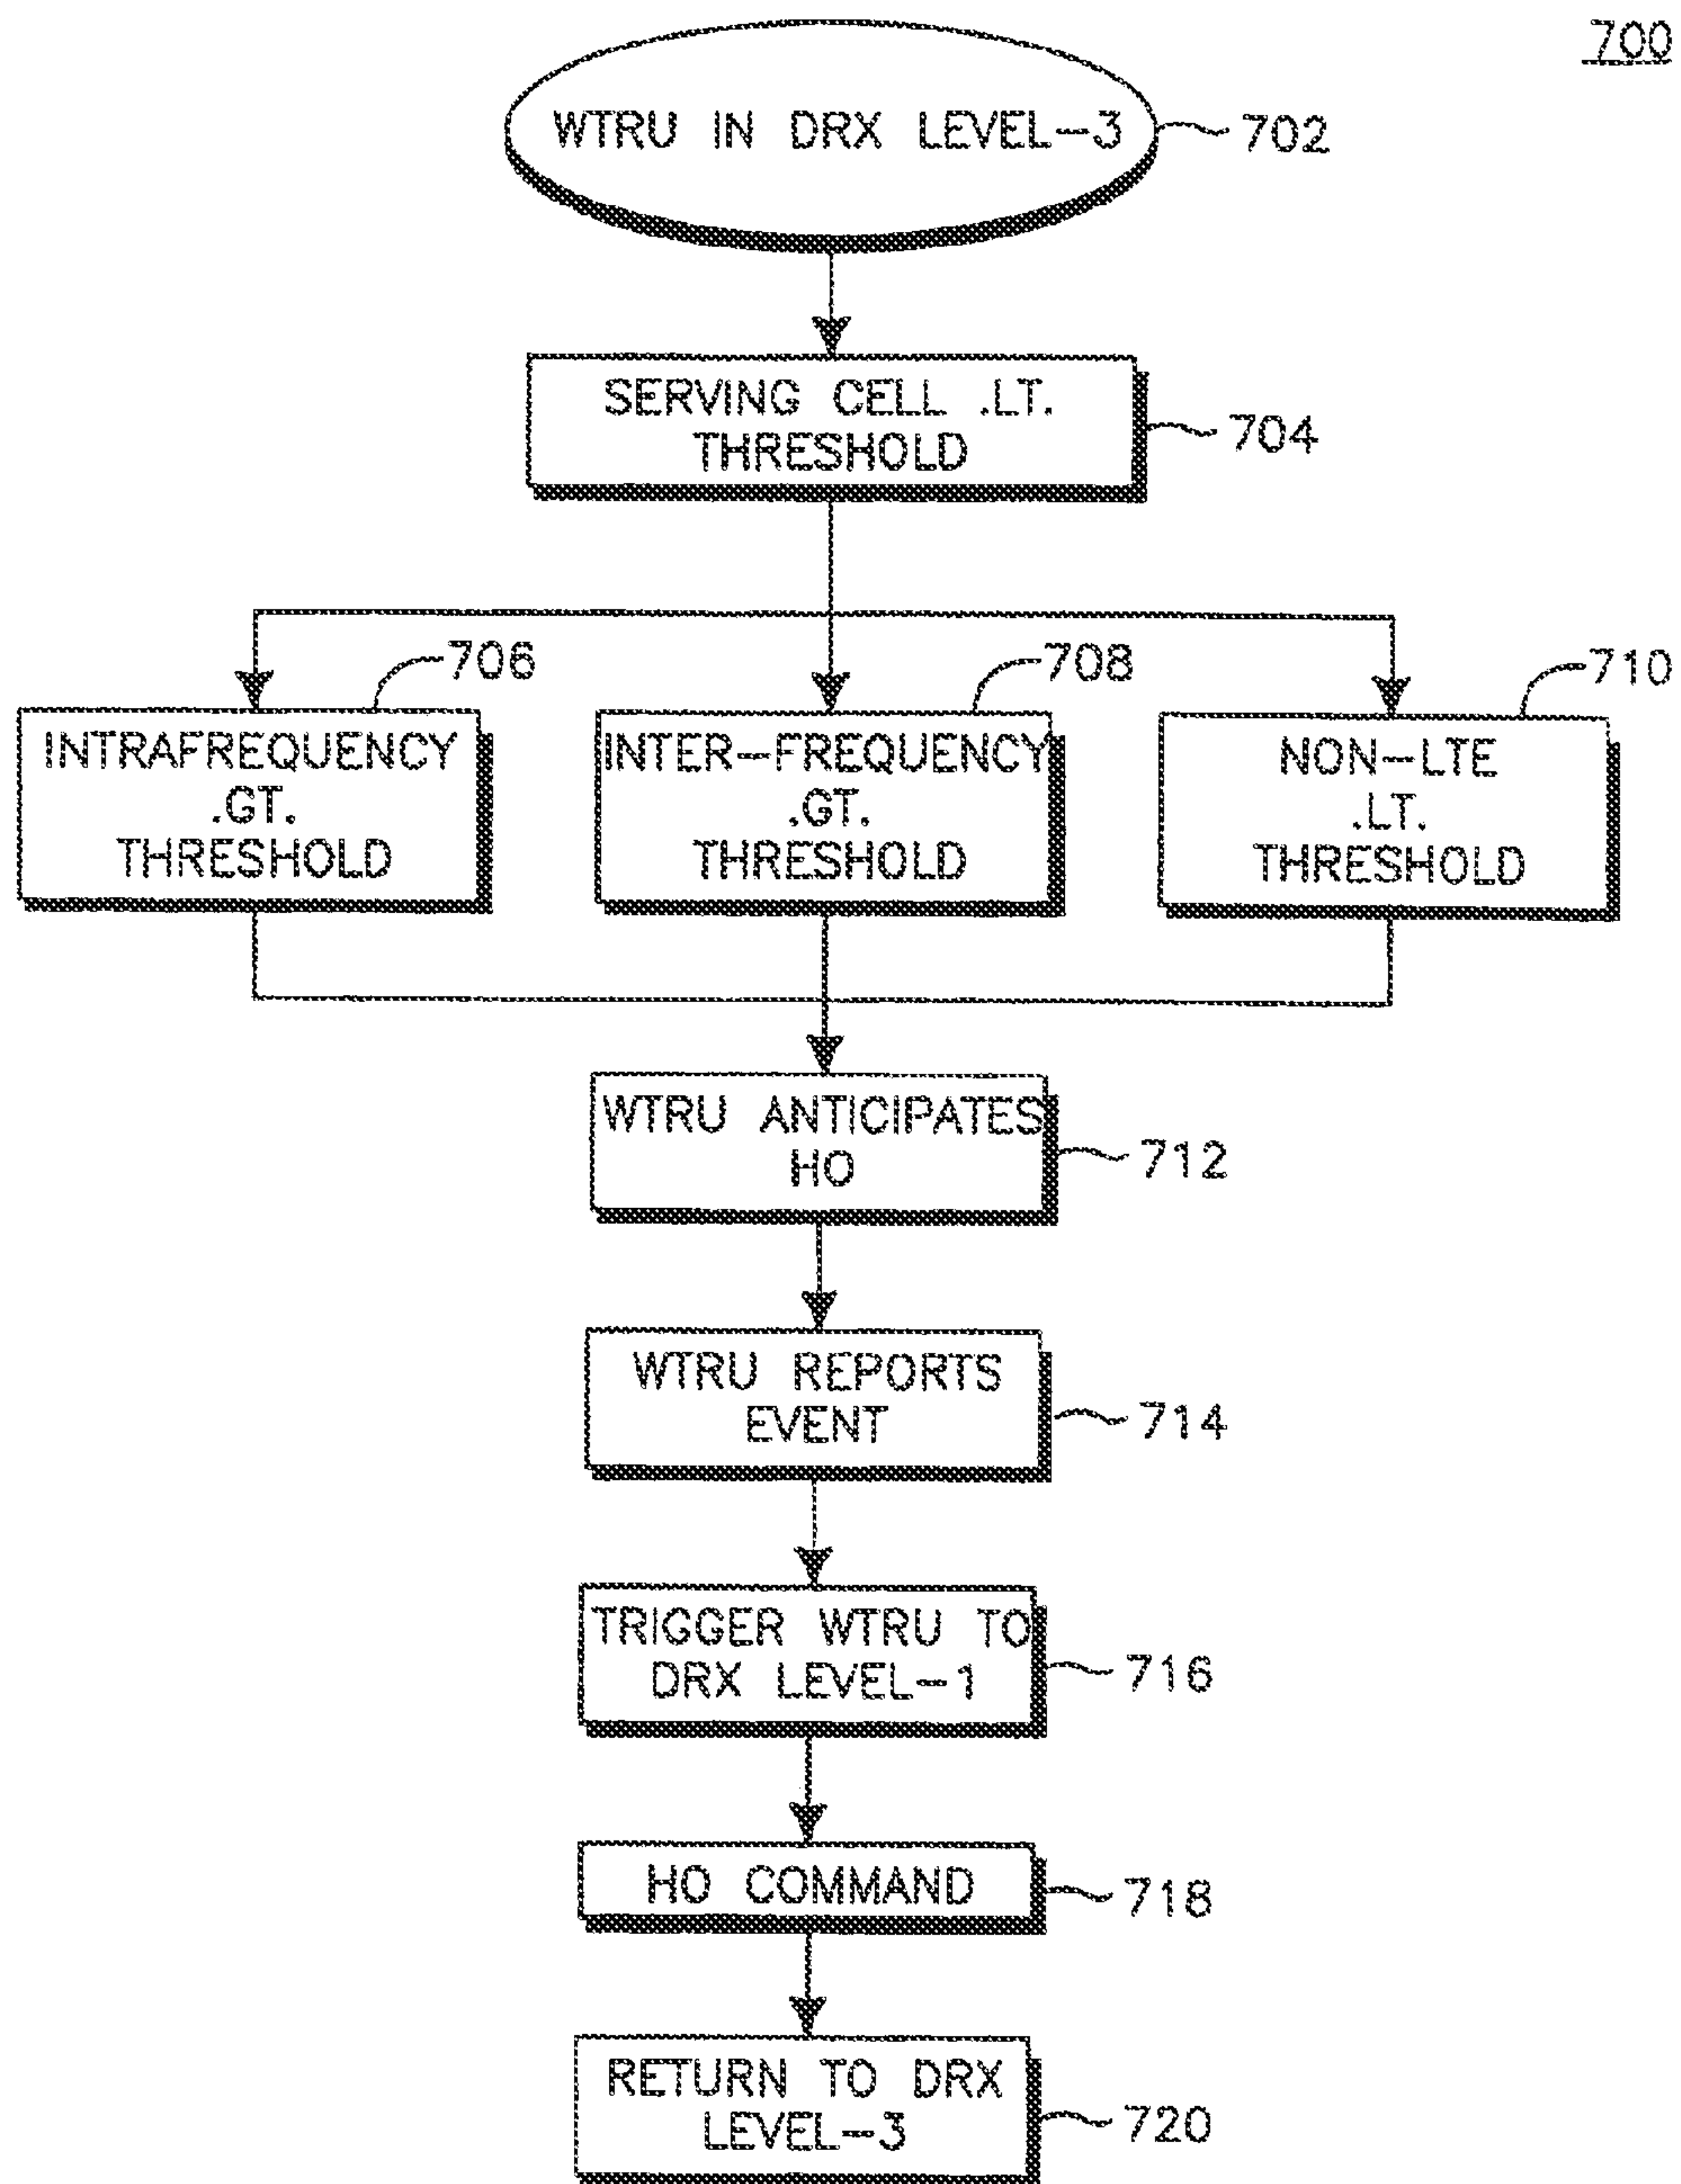 700
WTRU IN DRX LEVEL-3
702
SERVING CELL .LT.
THRESHOLD
704
706
708
710
INTRAFREQUENCY
.GT.
THRESHOLD
INTER-FREQUENCY
.GT.
THRESHOLD
NON-LTE
.LT.
THRESHOLD
WTRU ANTICIPATES
HO
712
WTRU REPORTS
EVENT
714
TRIGGER WTRU TO
DRX LEVEL-1
716
HO COMMAND
718
RETURN TO DRX
LEVEL-3
720